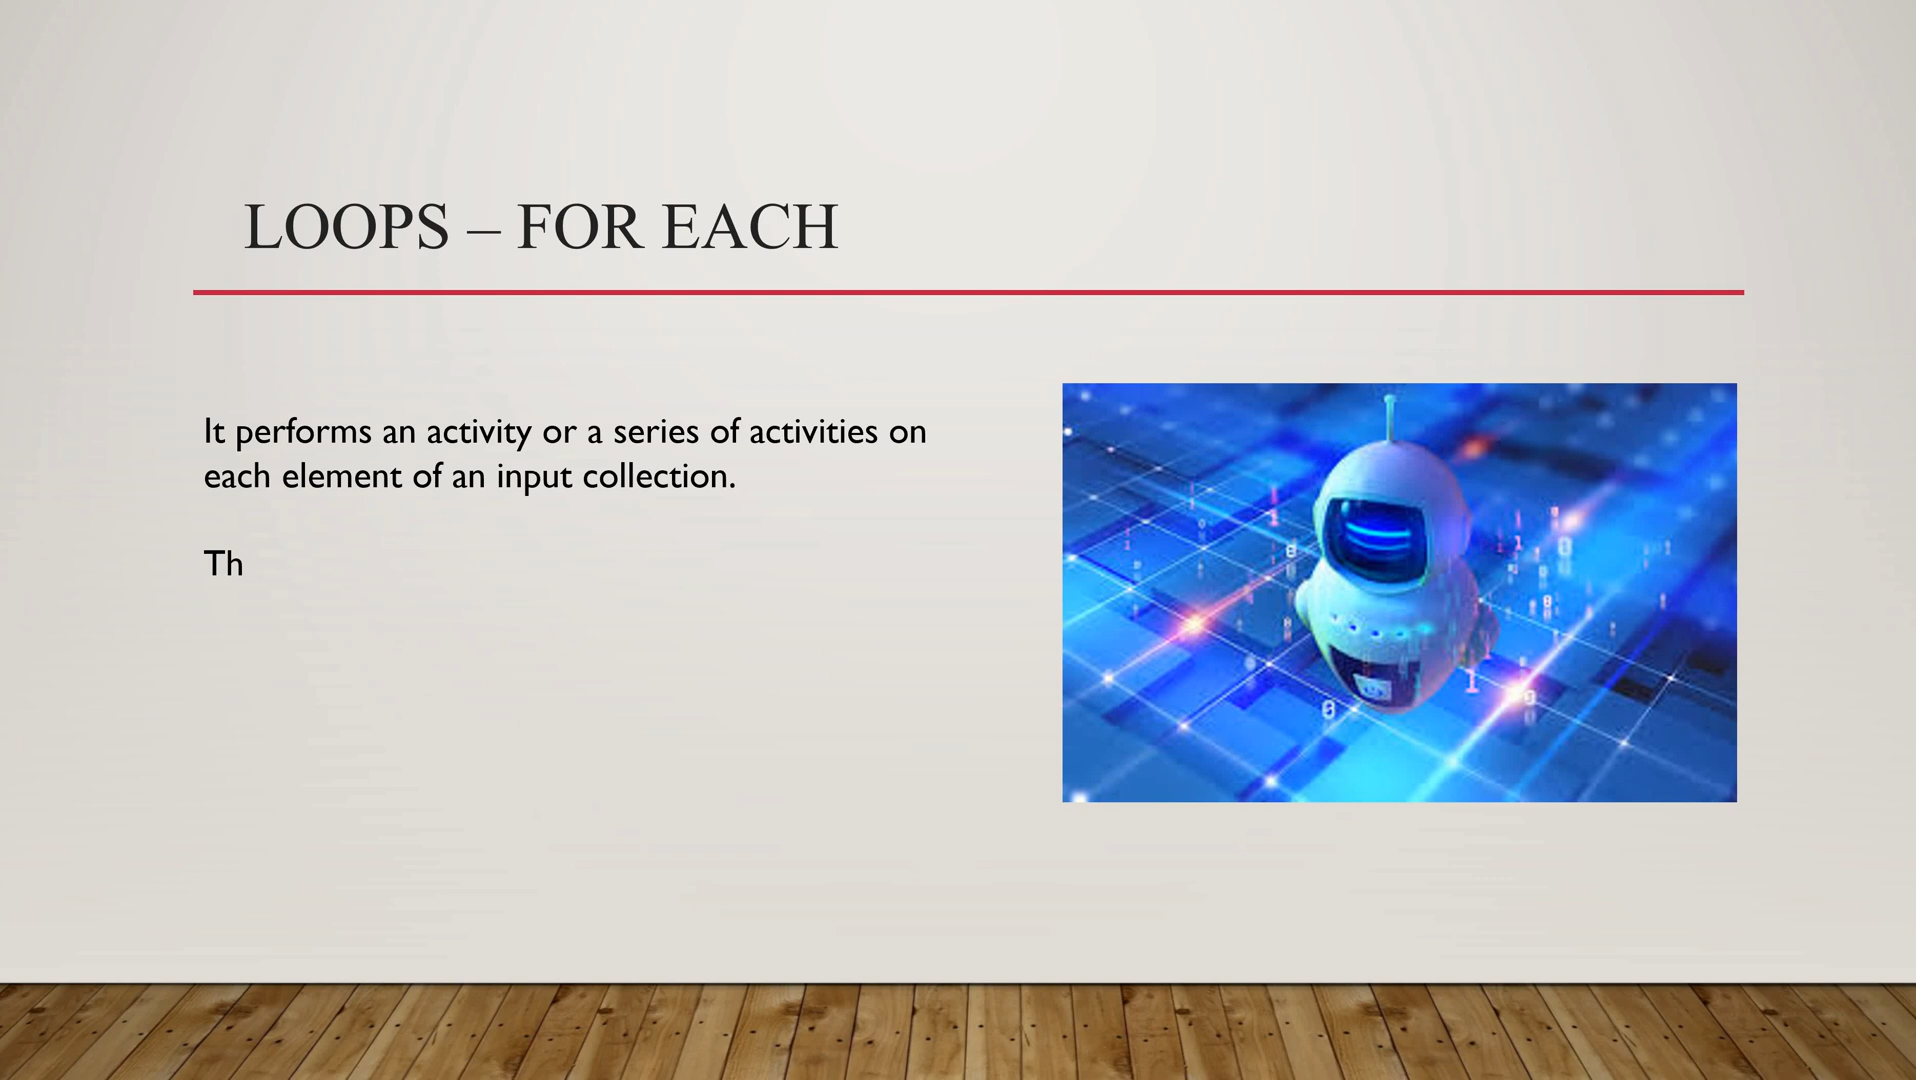 LOOPS – FOR EACH
It performs an activity or a series of activities on
each element of an input collection.
Th